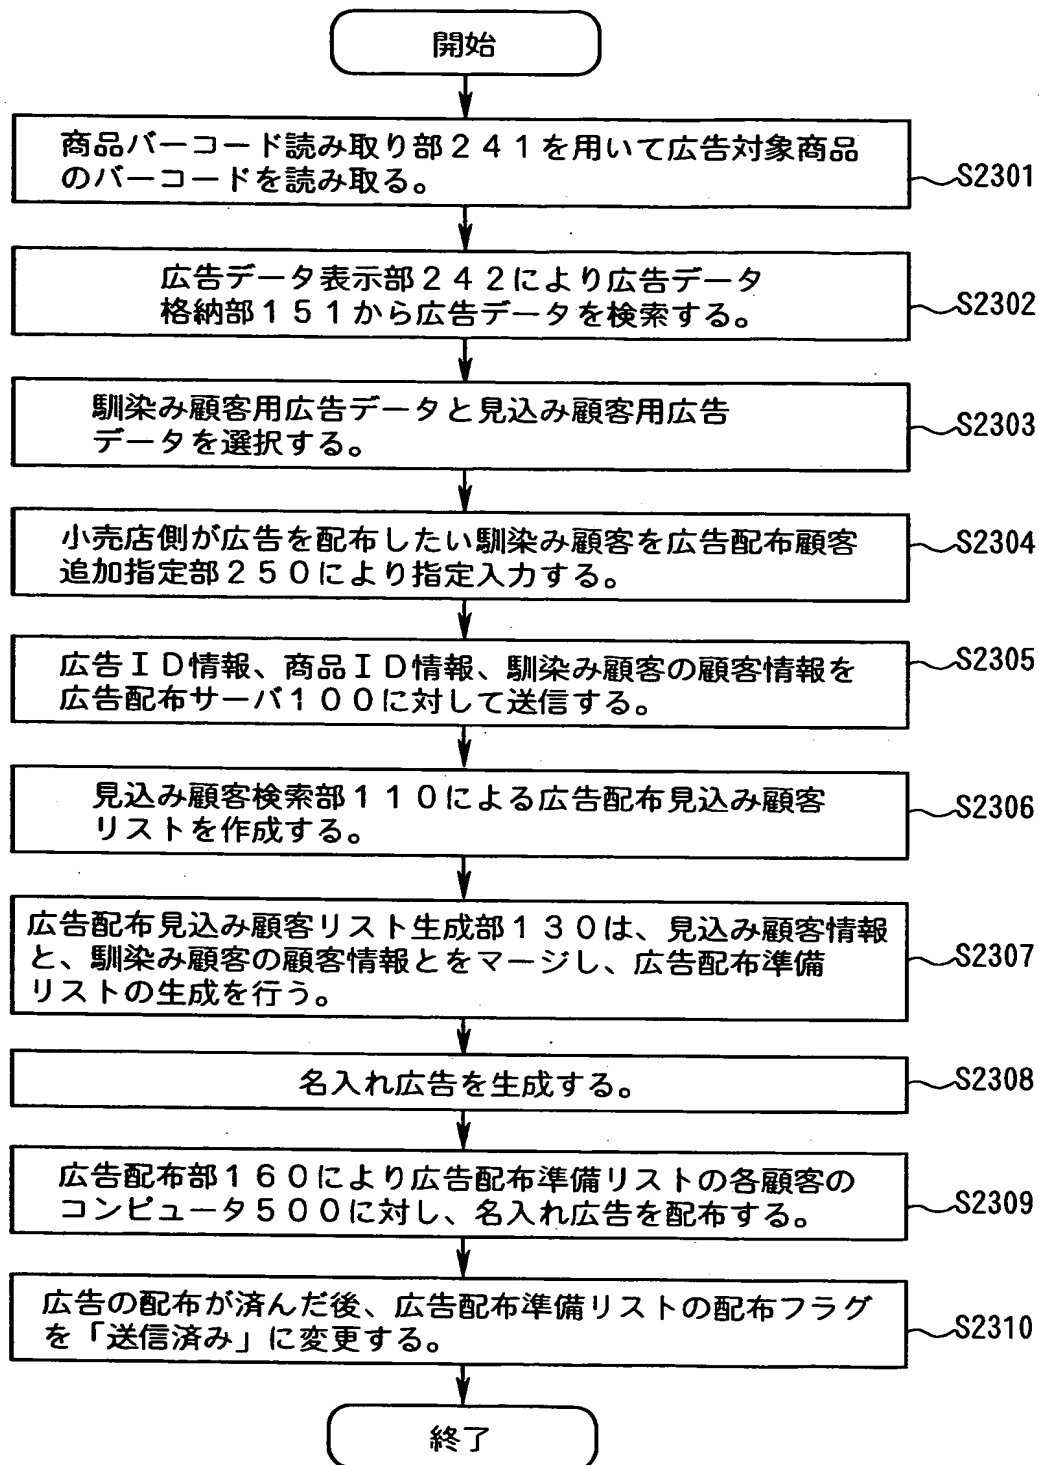 開始
商品バーコード読み取り部241を用いて広告対象商品
のバーコードを読み取る。
S2301
広告データ表示部242により広告データ
格納部151から広告データを検索する。
S2302
馴染み顧客用広告データと見込み顧客用広告
データを選択する。
S2303
小売店側が広告を配布したい馴染み顧客を広告配布顧客
追加指定部250により指定入力する。
S2304
広告ID情報、商品ID情報、馴染み顧客の顧客情報を
広告配布サーバ100に対して送信する。
S2305
見込み顧客検索部110による広告配布見込み顧客
リストを作成する。
S2306
広告配布見込み顧客リスト生成部130は、見込み顧客情報
と、馴染み顧客の顧客情報とをマージし、広告配布準備
リストの生成を行う。
S2307
名入れ広告を生成する。
S2308
広告配布部160により広告配布準備リストの各顧客の
コンピュータ500に対し、名入れ広告を配布する。
S2309
広告の配布が済んだ後、広告配布準備リストの配布フラグ
を「送信済み」に変更する。
S2310
終了